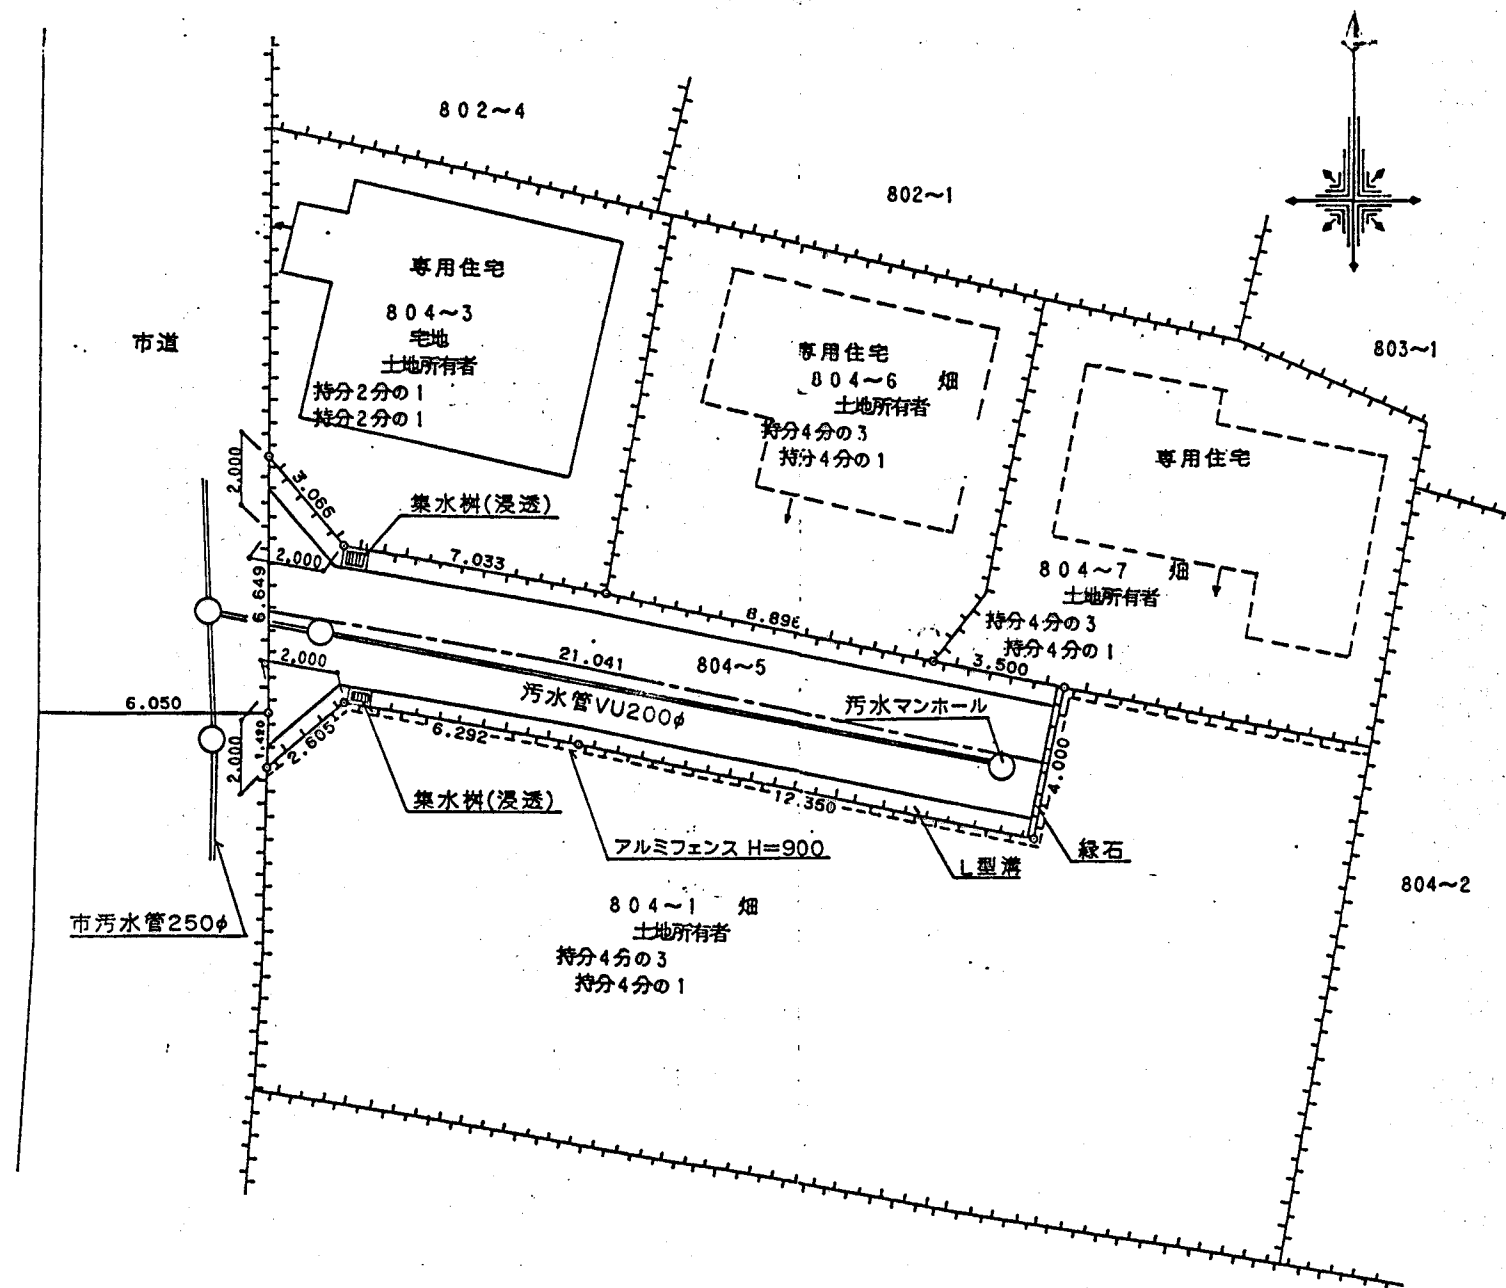 802~4
802~1
803~1
専用住宅
804~3
宅地
土地所有者
持分2分の1
持分2分の1
市道
専用住宅
804~6 畑
土地所有者
持分4分の3
持分4分の1
専用住宅
804~7 畑
土地所有者
持分4分の3
持分4分の1
2.000
3.065
集水桝(浸透)
2.000
7.033
6.649
8.896
3.500
2.000
21.041
804~5
汚水管VU200φ
汚水マンホール
6.050
1.420
2.000
2.605
6.292
12.350
4.000
集水桝(浸透)
アルミフェンス H=900
L型溝
縁石
市汚水管250φ
804~1 畑
土地所有者
持分4分の3
持分4分の1
804~2